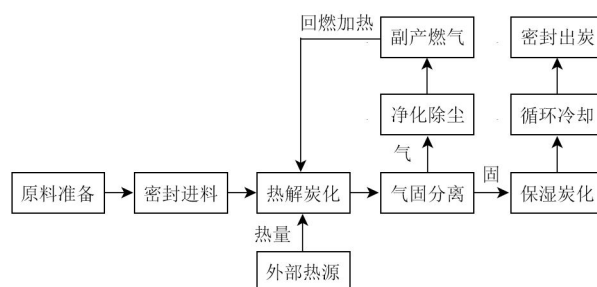 回燃加热
副产燃气
密封出炭
净化除尘
循环冷却
气
固
原料准备
密封进料
热解炭化
气固分离
保湿炭化
热量
外部热源